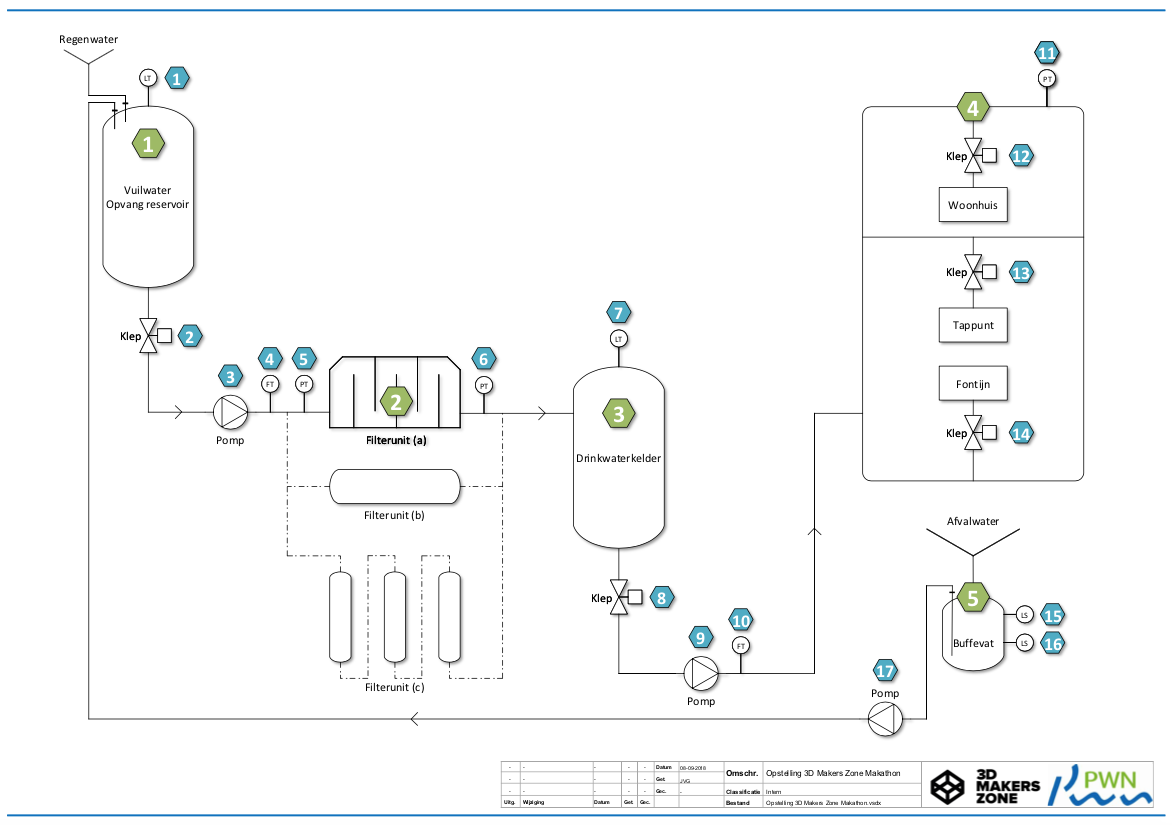 Regenwater
LT
1
1
Vuilwater
Opvang reservoir
Klep
2
3
Pomp
4
FT
5
PT
6
PT
2
Filterunit (a)
Filterunit (b)
Filterunit (c)
7
LT
3
Drinkwaterkelder
Klep
8
9
Pomp
10
FT
11
PT
4
Klep
12
Woonhuis
Klep
13
Tappunt
Fontijn
Klep
14
Afvalwater
5
Buffevat
LS
15
LS
16
17
Pomp
- - - - - Datum 08-09-2018
- - - - - Get. JVG
- - - - - Gec. -
Uitg. Wijziging Datum Get. Gec.
Omschr. Opstelling 3D Makers Zone Makathon
Classificatie Intern
Bestand Opstelling 3D Makers Zone Makathon.vsdx
3D
MAKERS
ZONE
PWN